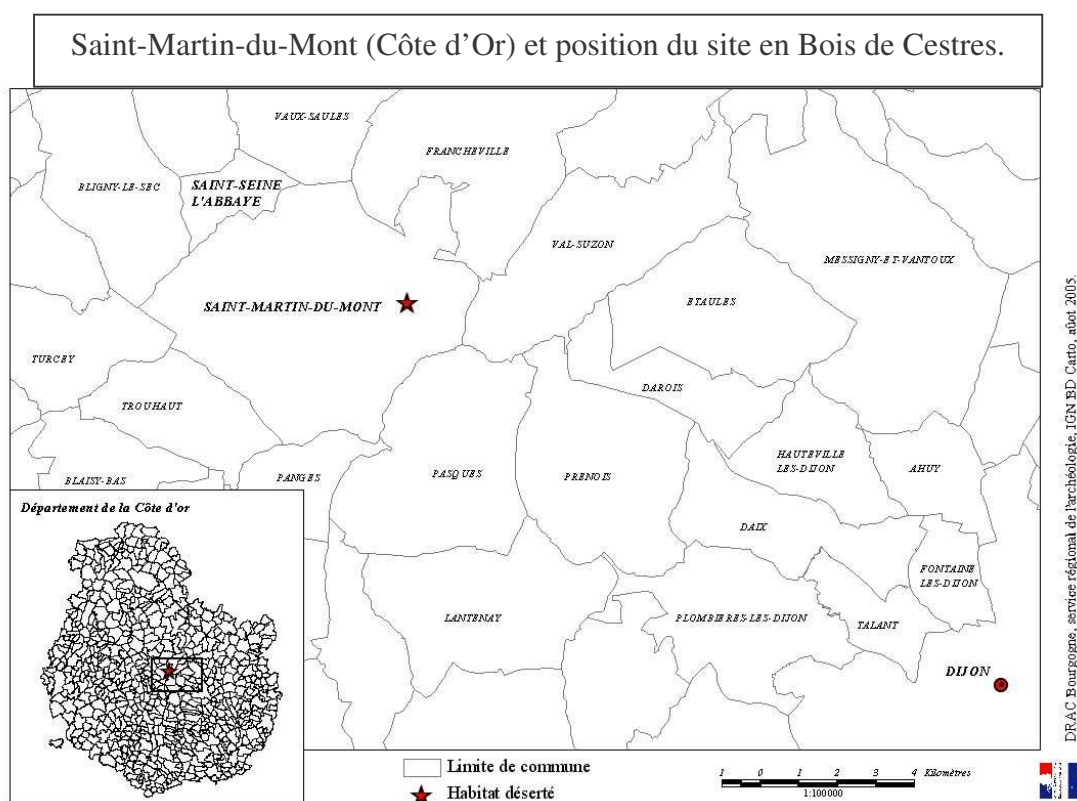 Saint-Martin-du-Mont (Côte d'Or) et position du site en Bois de Cestres.
VAUX-SAULES
FRANCHEVILLE
BLIGNY-LE-SEC
SAINT-SEINE
L'ABBAYE
VAL-SUZON
MESSIGNY-ET-VANTOUX
SAINT-MARTIN-DU-MONT
ETAULES
TURCEY
DAROIS
TROUHAUT
HAUTEVILLE
LES-DIJON
AHUY
BLAISY-BAS
PANGES
PASQUES
PRENOIS
Département de la Côte d'or
DAIX
FONTAINE
LES-DIJON
LANTENAY
PLOMBIERES-LES-DIJON
TALANT
DIJON
Limite de commune
Habitat déserté
1 0 1 2 3 4 Kilomètres
1:100000
DRAC Bourgogne, service régional de l'archéologie, IGN BD Carto, aôut 2005.